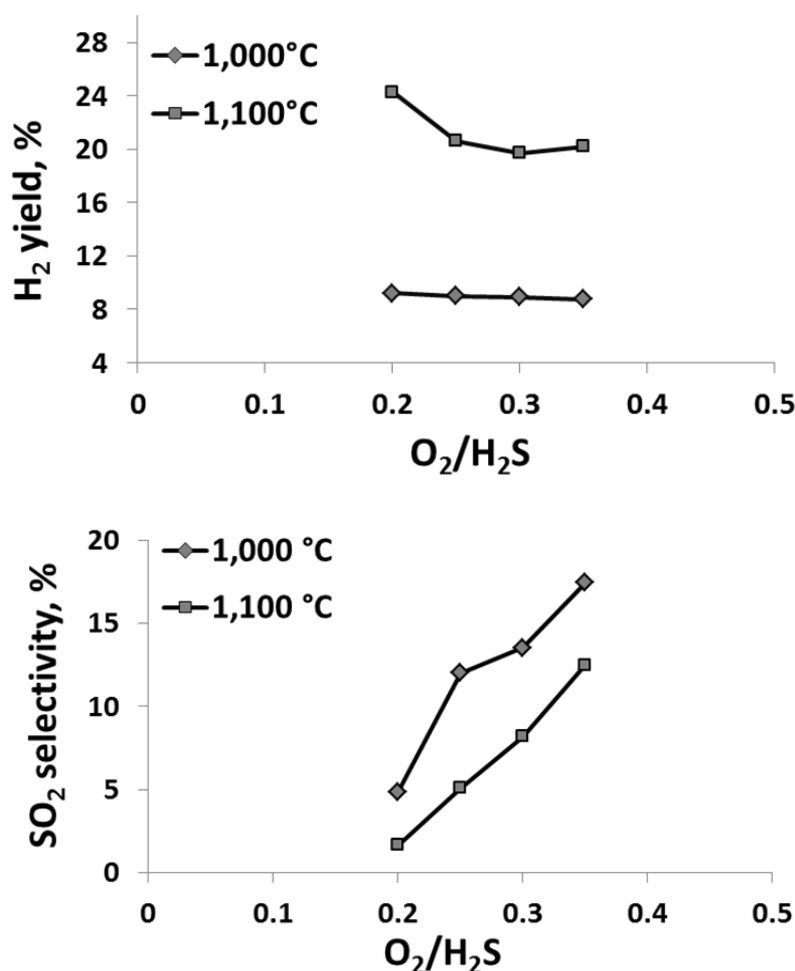 28
24
20
16
12
8
4
H₂ yield, %
1,000°C
1,100°C
0 0.1 0.2 0.3 0.4 0.5
O₂/H₂S
20
15
10
5
0
SO₂ selectivity, %
1,000 °C
1,100 °C
0 0.1 0.2 0.3 0.4 0.5
O₂/H₂S